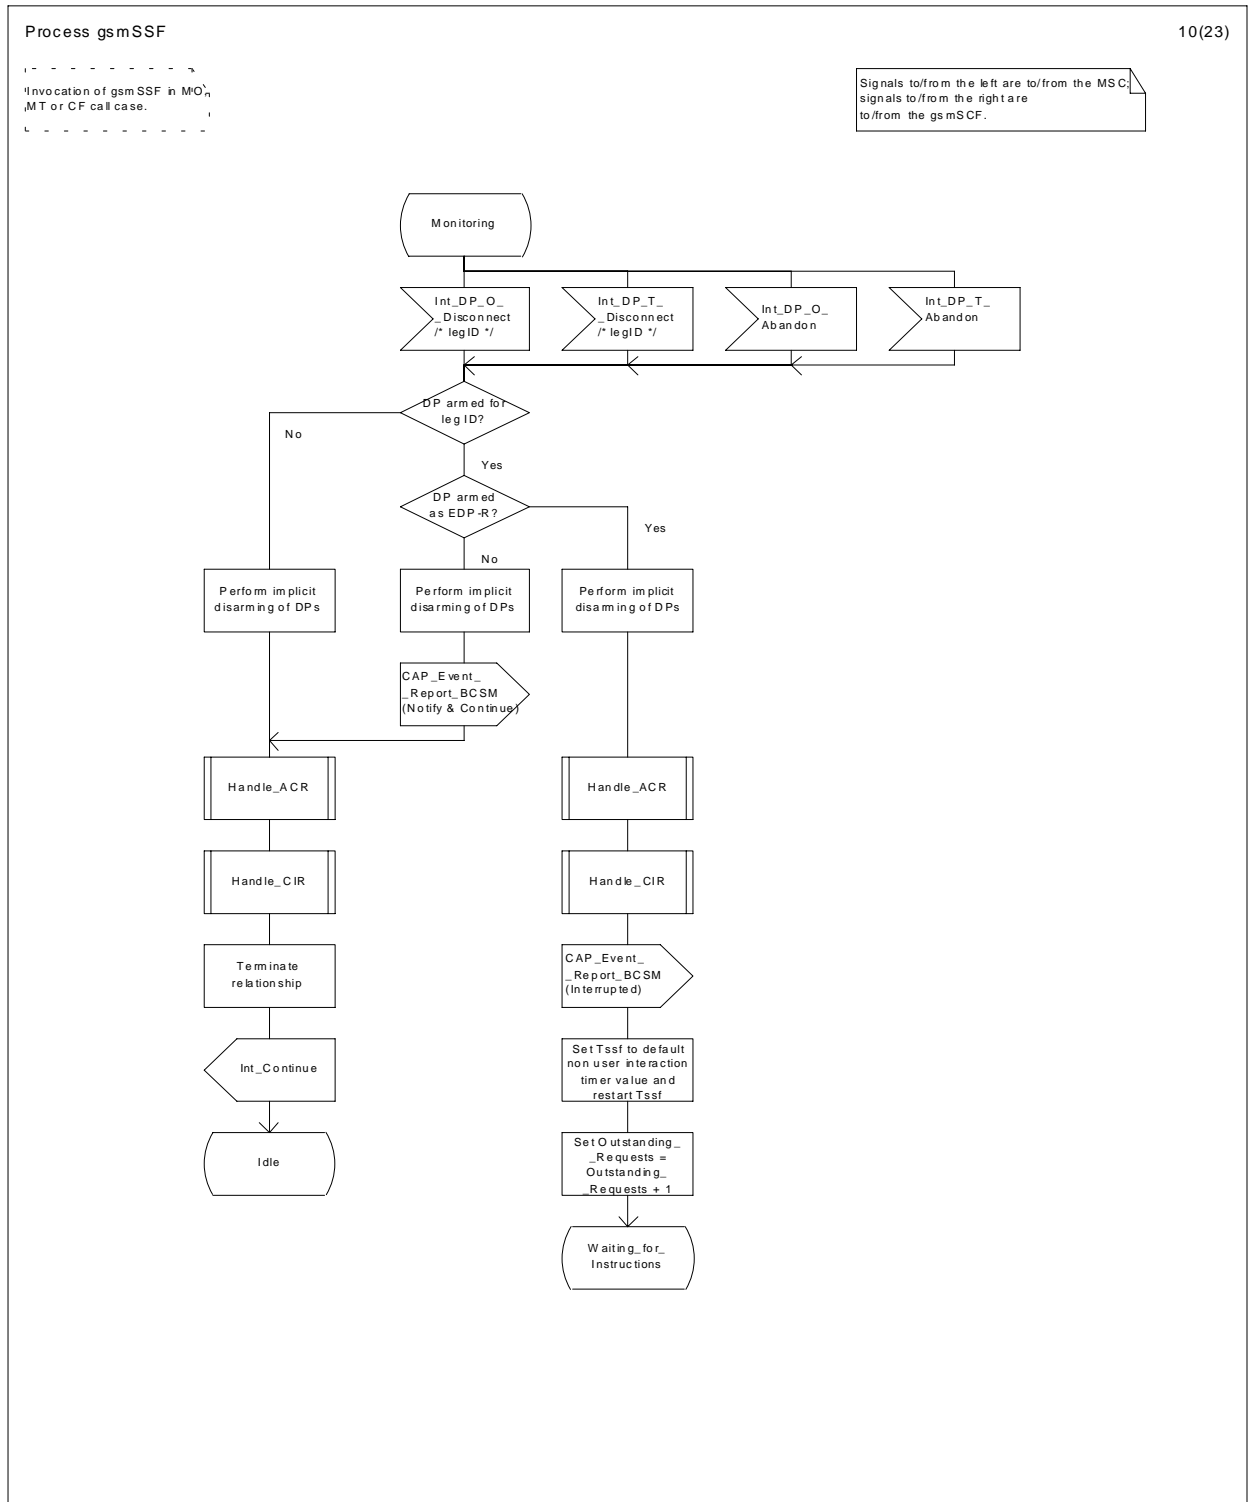 Process gsmSSF
10(23)
Invocation of gsmSSF in MO,
MT or CF call case.
Signals to/from the left are to/from the MSC;
signals to/from the right are
to/from the gsmSCF.
Monitoring
Int_DP_O_
_Disconnect
/* legID */
Int_DP_T_
_Disconnect
/* legID */
Int_DP_O_
Abandon
Int_DP_T_
Abandon
DP armed for
leg ID?
No
Yes
DP armed
as EDP-R?
Yes
No
Perform implicit
disarming of DPs
Perform implicit
disarming of DPs
Perform implicit
disarming of DPs
CAP_Event_
_Report_BCSM
(Notify & Continue)
Handle_ACR
Handle_ACR
Handle_CIR
Handle_CIR
Terminate
relationship
CAP_Event_
_Report_BCSM
(Interrupted)
Int_Continue
Set Tssf to default
non user interaction
timer value and
restart Tssf
Idle
Set Outstanding_
_Requests =
Outstanding_
_Requests + 1
Waiting_for_
Instructions